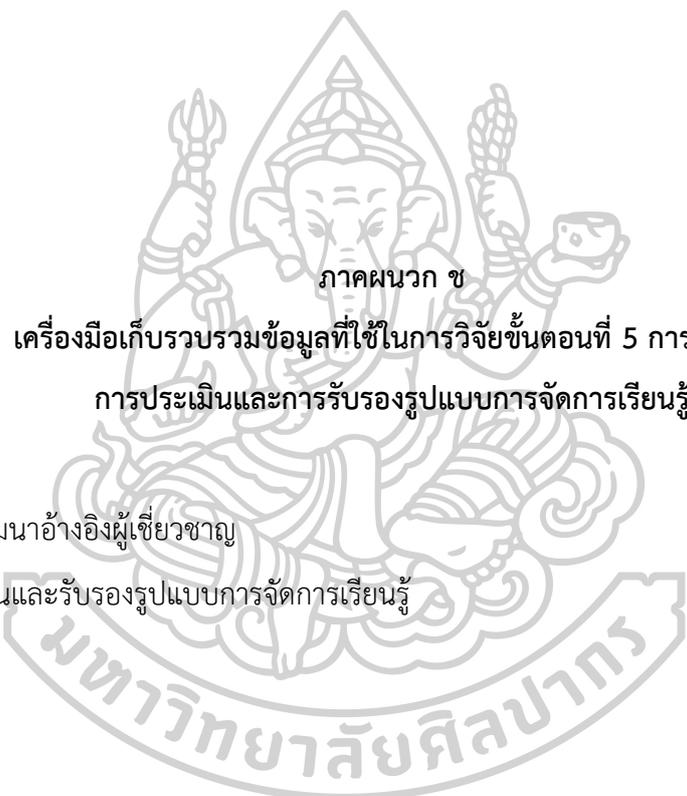 ภาคผนวก ช
เครื่องมือเก็บรวบรวมข้อมูลที่ใช้ในการวิจัยขั้นตอนที่ 5 การ
การประเมินและการรับรองรูปแบบการจัดการเรียนรู้
มนาอ้างอิงผู้เชี่ยวชาญ
นและรับรองรูปแบบการจัดการเรียนรู้
มหาวิทยาลัยศิลปากร